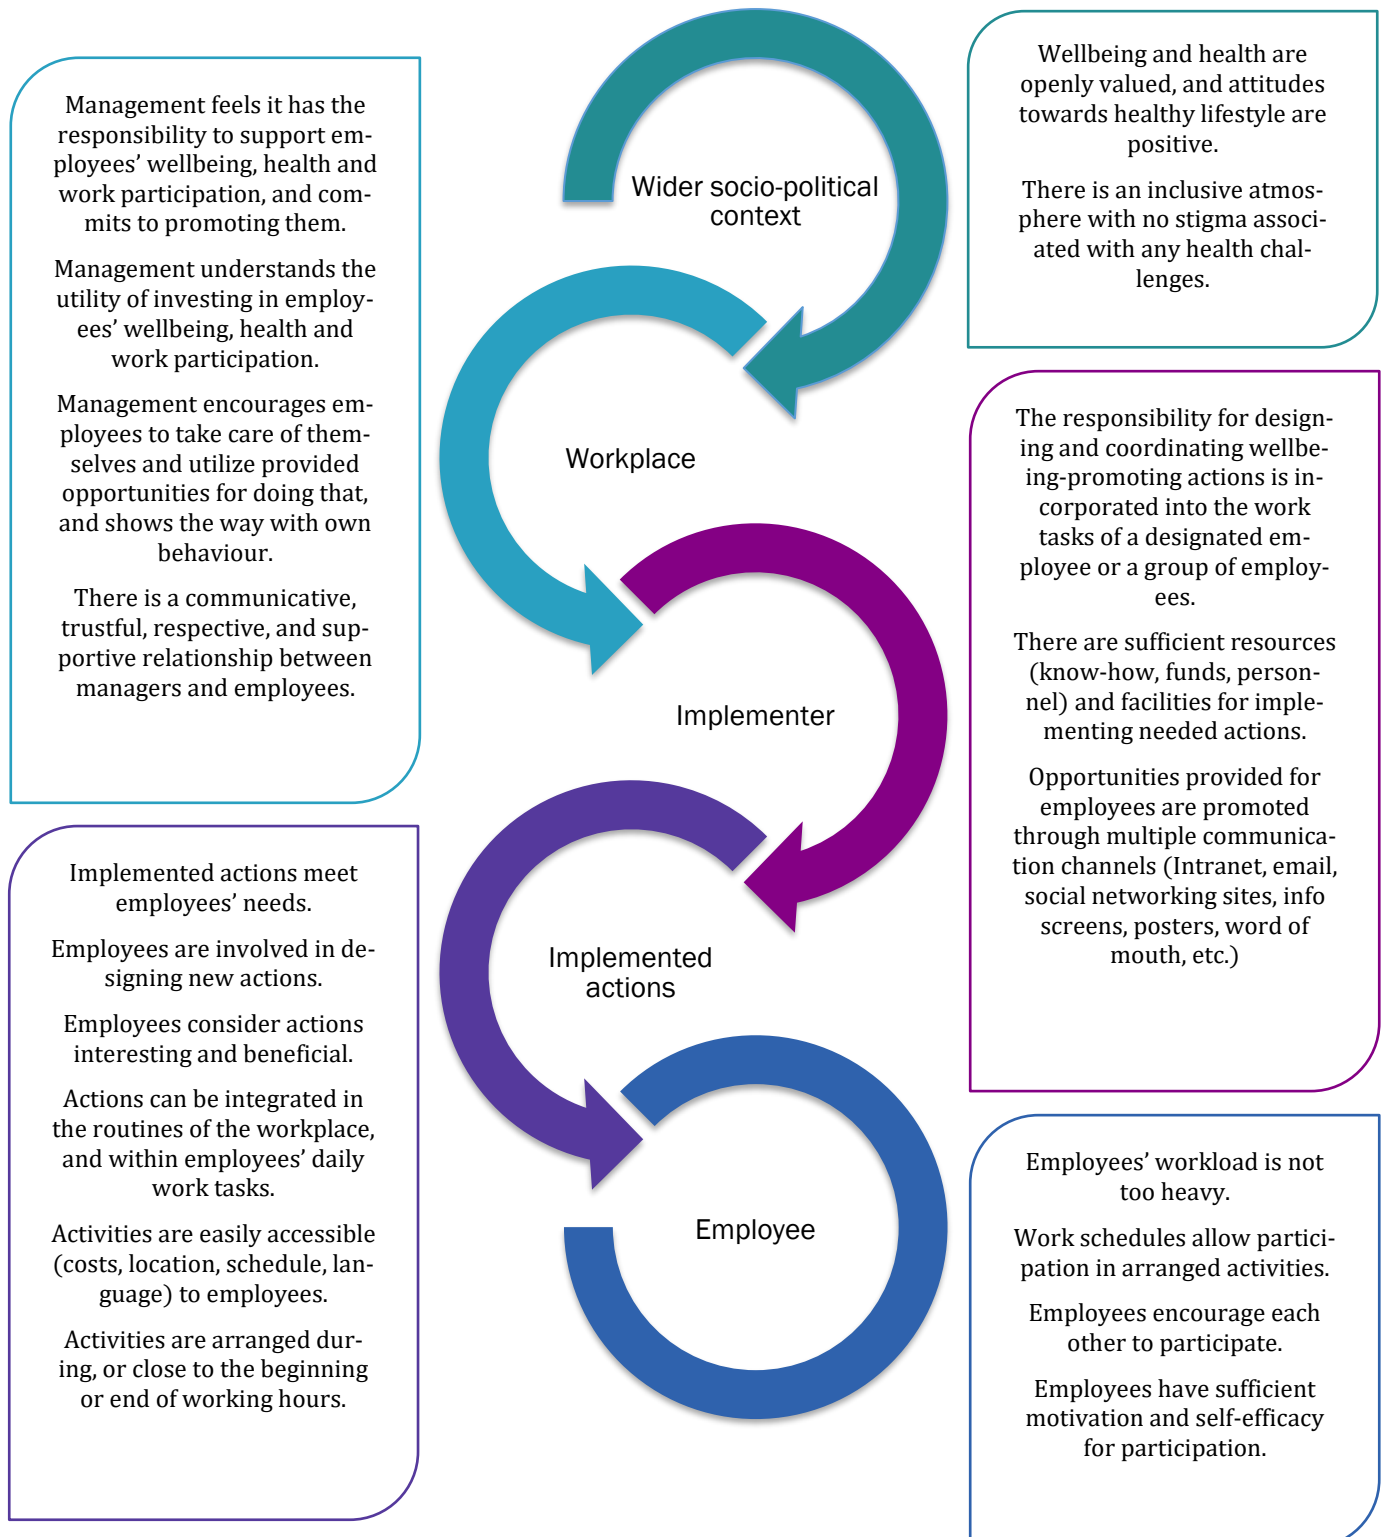 Wellbeing and health are
openly valued, and attitudes
towards healthy lifestyle are
positive.
There is an inclusive atmos-
phere with no stigma associ-
ated with any health chal-
lenges.
Wider socio-political
context
Management feels it has the
responsibility to support em-
ployees’ wellbeing, health and
work participation, and com-
mits to promoting them.
Management understands the
utility of investing in employ-
ees’ wellbeing, health and
work participation.
Management encourages em-
ployees to take care of them-
selves and utilize provided
opportunities for doing that,
and shows the way with own
behaviour.
There is a communicative,
trustful, respective, and sup-
portive relationship between
managers and employees.
Workplace
The responsibility for design-
ing and coordinating wellbe-
ing-promoting actions is in-
corporated into the work
tasks of a designated em-
ployee or a group of employ-
ees.
There are sufficient resources
(know-how, funds, person-
nel) and facilities for imple-
menting needed actions.
Opportunities provided for
employees are promoted
through multiple communica-
tion channels (Intranet, email,
social networking sites, info
screens, posters, word of
mouth, etc.)
Implementer
Implemented actions meet
employees’ needs.
Employees are involved in de-
signing new actions.
Employees consider actions
interesting and beneficial.
Actions can be integrated in
the routines of the workplace,
and within employees’ daily
work tasks.
Activities are easily accessible
(costs, location, schedule, lan-
guage) to employees.
Activities are arranged dur-
ing, or close to the beginning
or end of working hours.
Implemented
actions
Employee
Employees’ workload is not
too heavy.
Work schedules allow partici-
pation in arranged activities.
Employees encourage each
other to participate.
Employees have sufficient
motivation and self-efficacy
for participation.